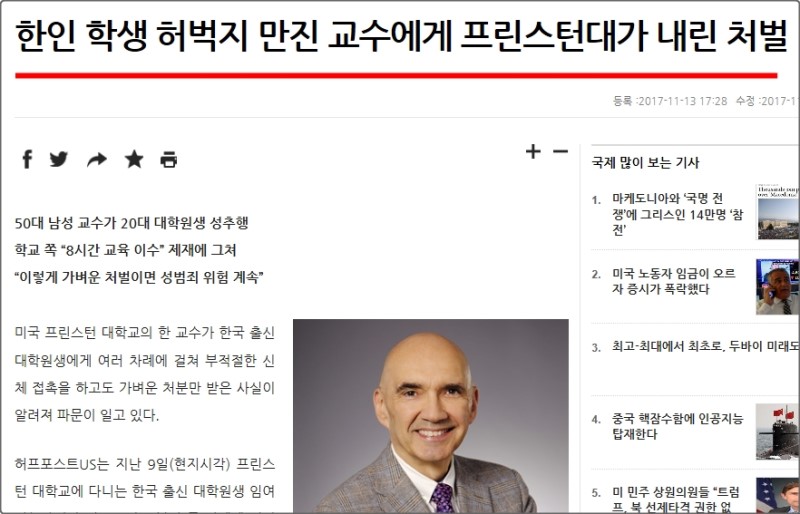 한인 학생 허벅지 만진 교수에게 프린스턴대가 내린 처벌
등록 :2017-11-13 17:28 수정 :2017-1
국제 많이 보는 기사
50대 남성 교수가 20대 대학원생 성추행
학교 쪽 “8시간 교육 이수” 제재에 그쳐
“이렇게 가벼운 처벌이면 성범죄 위험 계속”
미국 프린스턴 대학교의 한 교수가 한국 출신
대학원생에게 여러 차례에 걸쳐 부적절한 신
체 접촉을 하고도 가벼운 처분만 받은 사실이
알려져 파문이 일고 있다.
허프포스트US는 지난 9일(현지시각) 프린스
턴 대학교에 다니는 한국 출신 대학원생 임여
1. 마케도니아와 ‘국명 전
쟁’에 그리스인 14만명 ‘참
전’
2. 미국 노동자 임금이 오르
자 증시가 폭락했다
3. 최고-최대에서 최초로, 두바이 미래도
4. 중국 핵잠수함에 인공지능
탑재한다
5. 미 민주 상원의원들 “트럼
프, 북 선제타격 권한 없